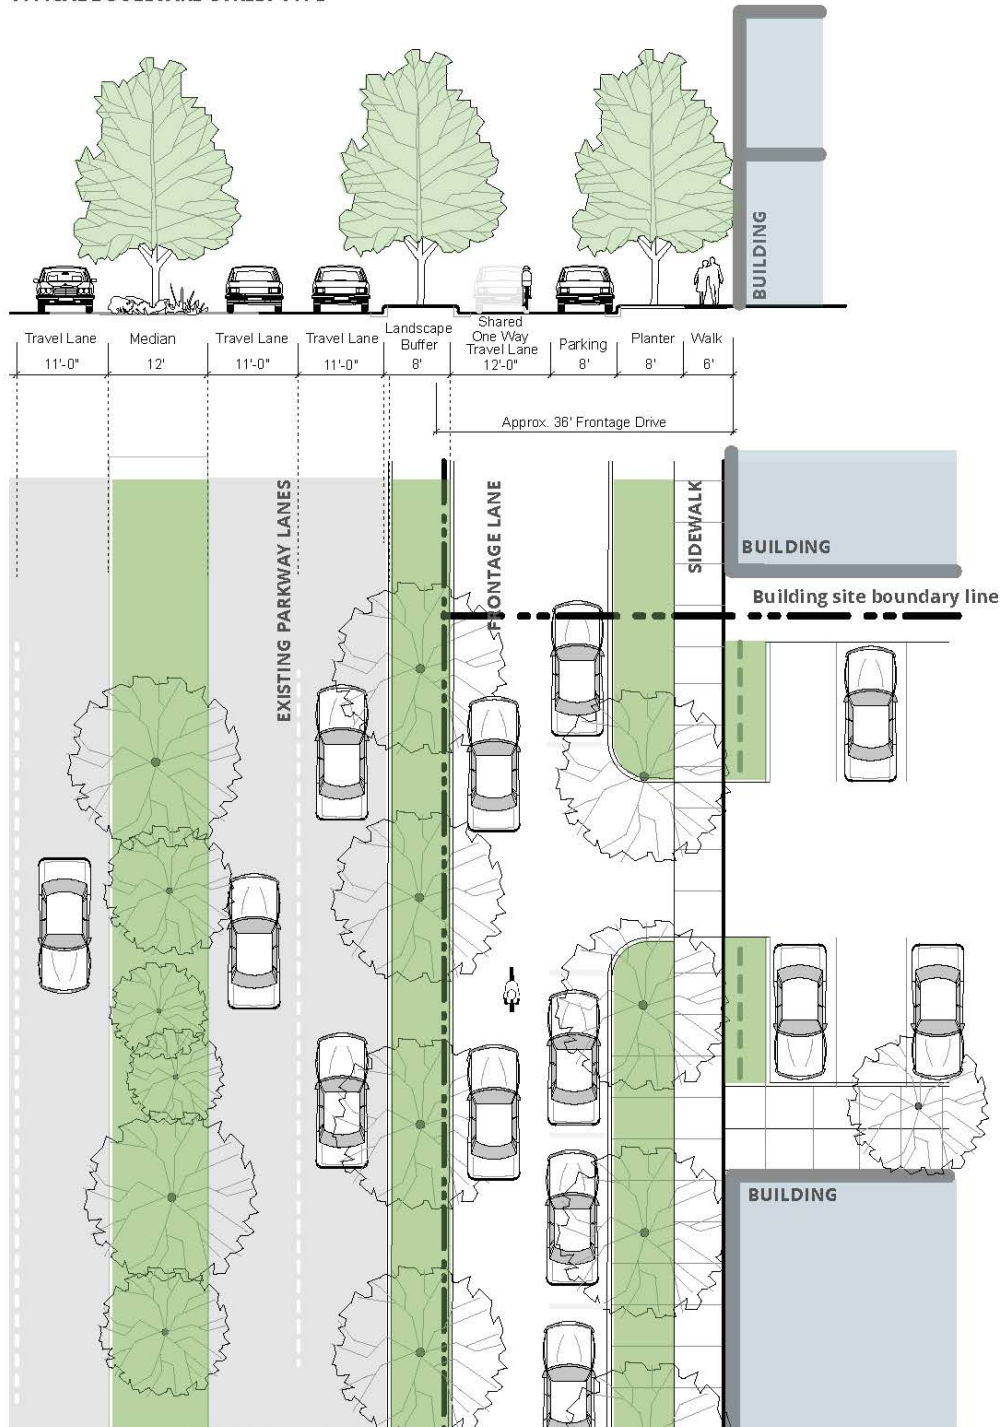 BUILDING
Travel Lane
Median
Travel Lane
Travel Lane
Landscape
Buffer
Shared
One Way
Travel Lane
Parking
Planter
Walk
11'-0"
12'
11'-0"
11'-0"
8'
12'-0"
8'
8'
6'
Approx. 36' Frontage Drive
EXISTING PARKWAY LANES
FRONTAGE LANE
SIDEWALK
BUILDING
Building site boundary line
BUILDING